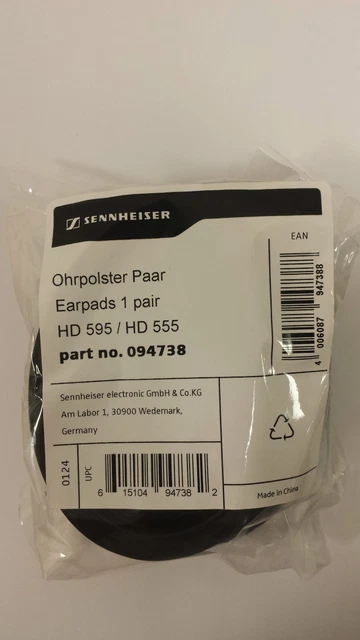 SENNHEISER
EAN
Ohrpolster Paar
Earpads 1 pair
HD 595 / HD 555
part no. 094738
4 006087 947388
Sennheiser electronic GmbH & Co.KG
Am Labor 1, 30900 Wedemark,
Germany
0124
UPC
6 15104 94738 2
Made in China